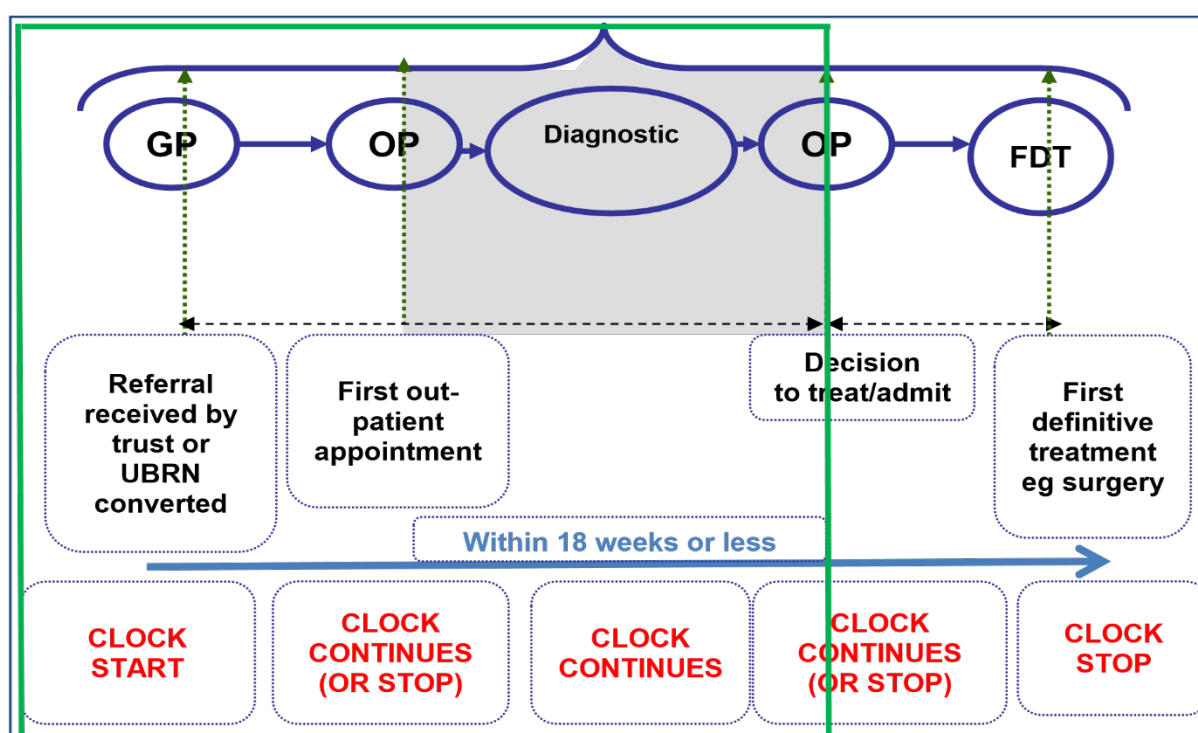 GP
OP
Diagnostic
OP
FDT
Referral
received by
trust or
UBRN
converted
First out-
patient
appointment
Decision
to treat/admit
First
definitive
treatment
eg surgery
Within 18 weeks or less
CLOCK
START
CLOCK
CONTINUES
(OR STOP)
CLOCK
CONTINUES
CLOCK
CONTINUES
(OR STOP)
CLOCK
STOP